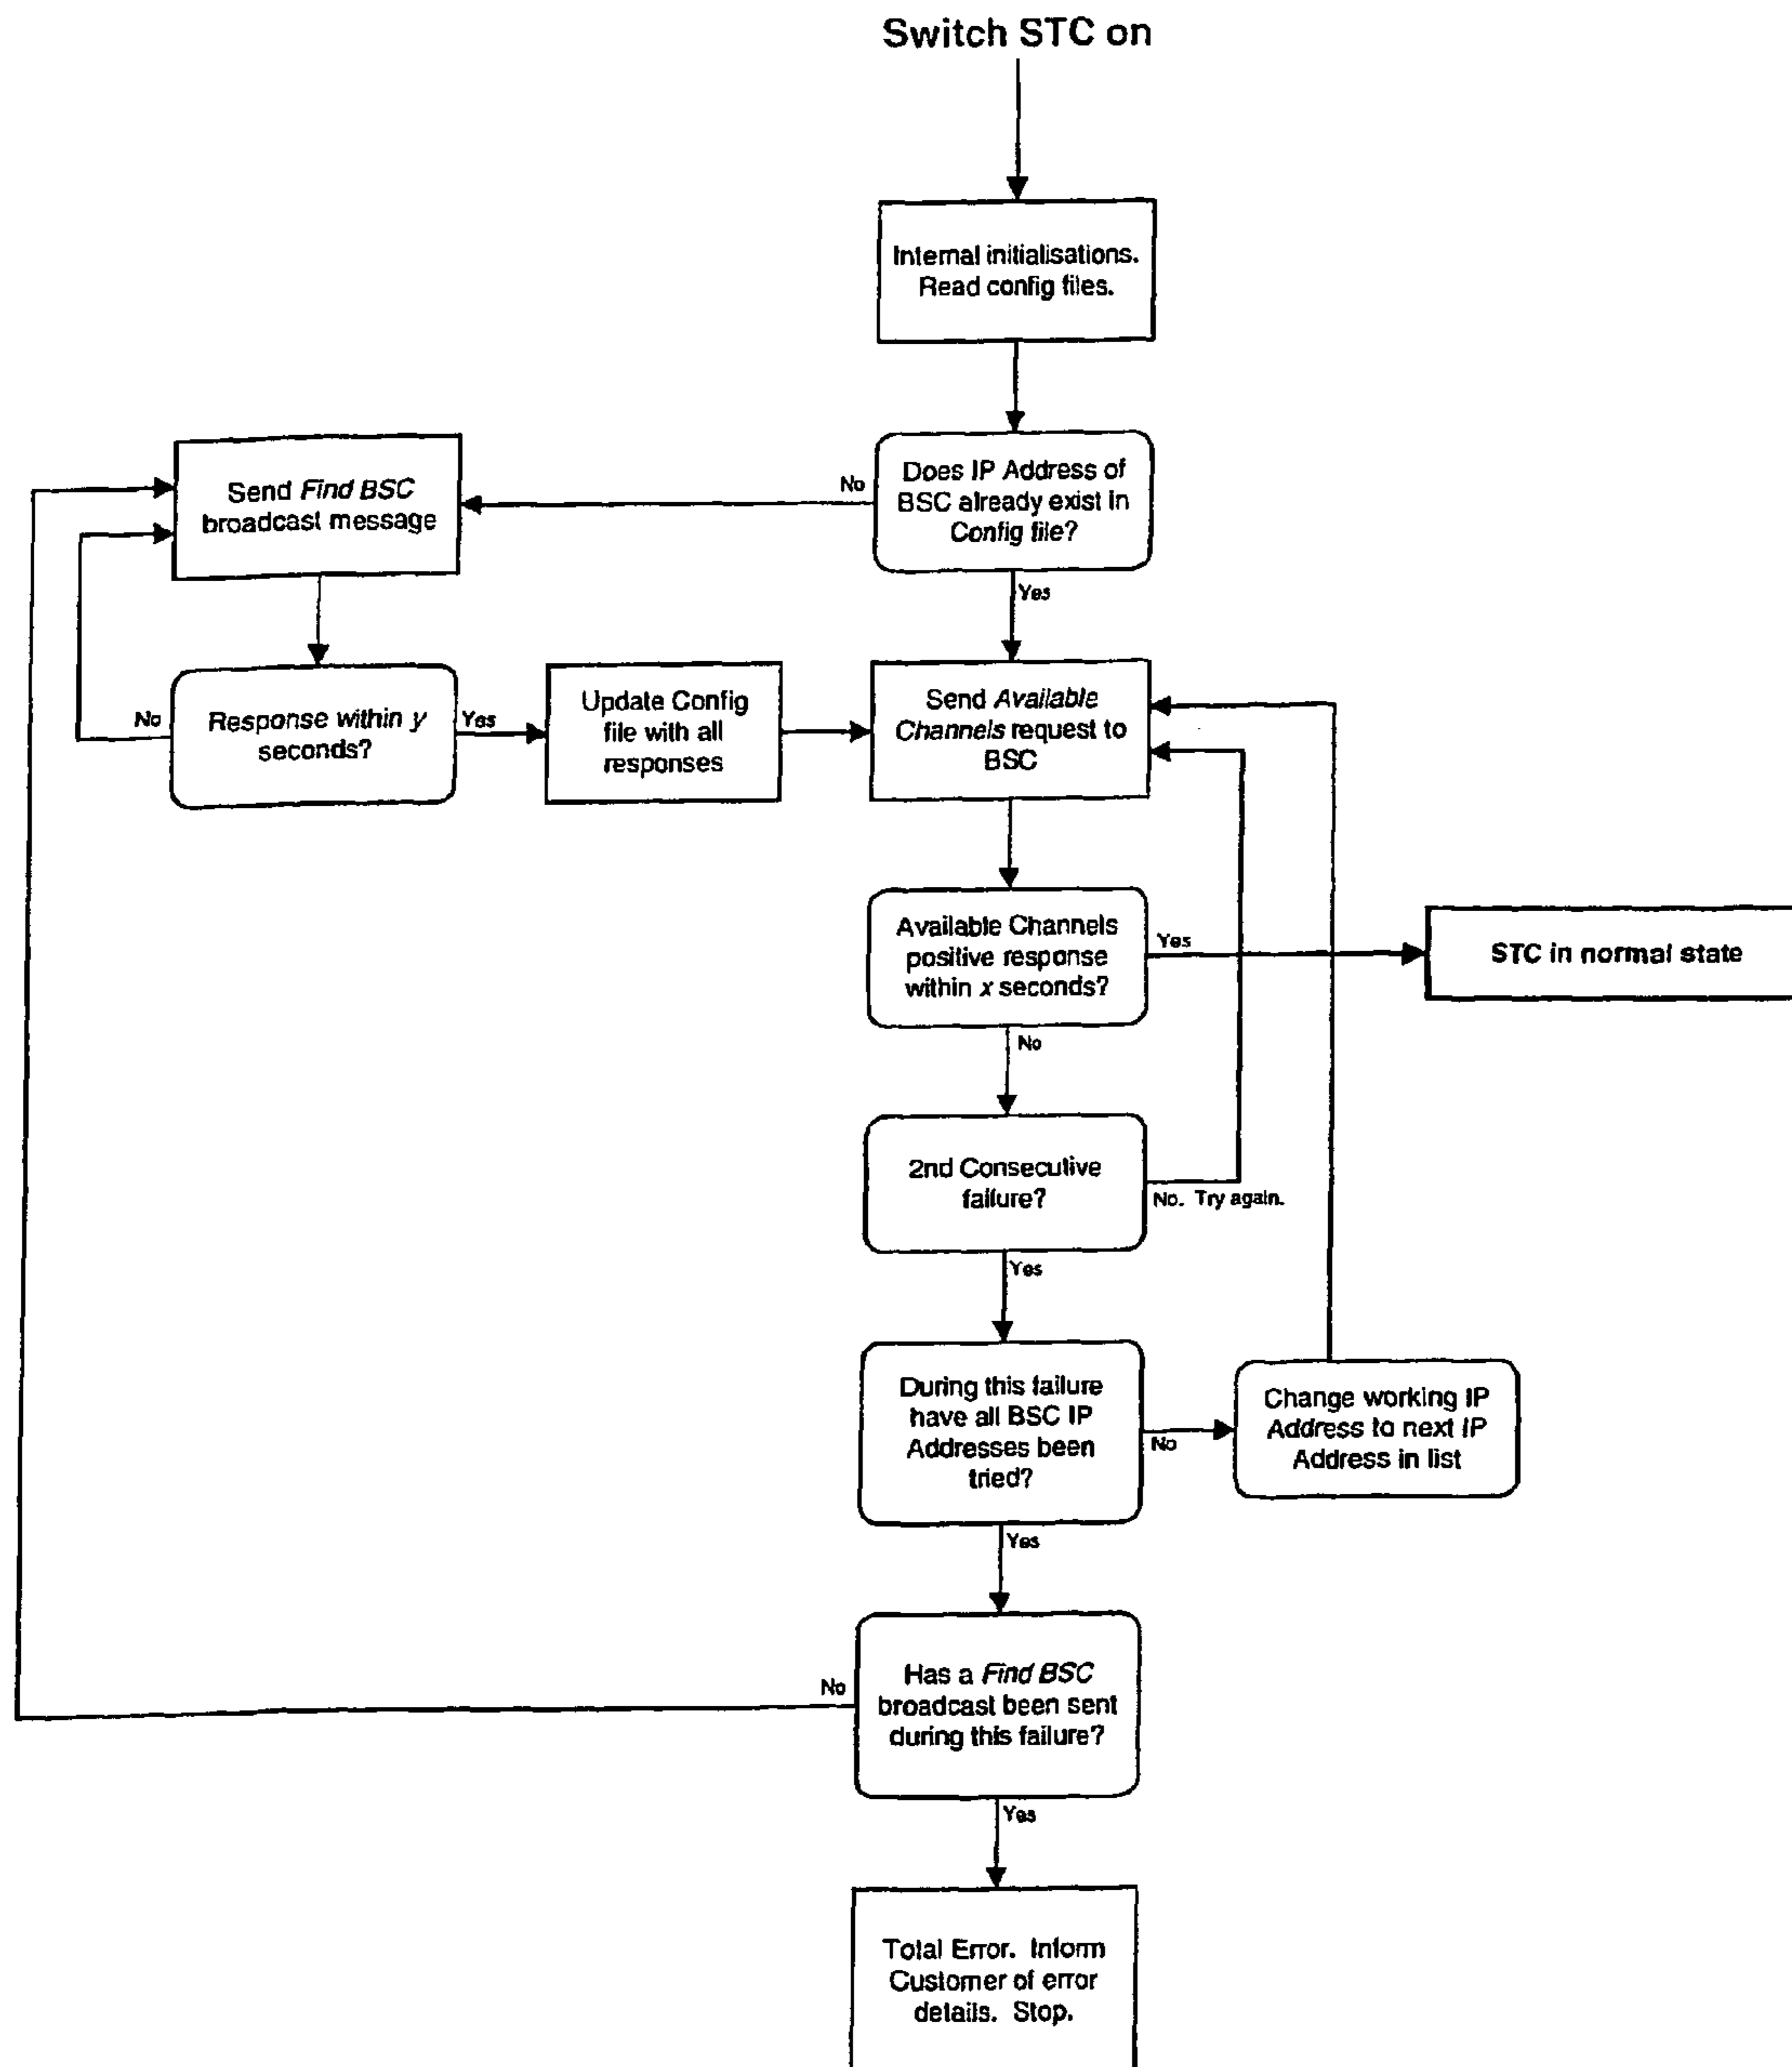 Switch STC on
Internal initialisations.
Read config files.
Does IP Address of
BSC already exist in
Config file?
No
Yes
Send Find BSC
broadcast message
Response within y
seconds?
No
Yes
Update Config
file with all
responses
Send Available
Channels request to
BSC
Available Channels
positive response
within x seconds?
Yes
STC in normal state
No
2nd Consecutive
failure?
No. Try again.
Yes
During this failure
have all BSC IP
Addresses been
tried?
No
Change working IP
Address to next IP
Address in list
Yes
Has a Find BSC
broadcast been sent
during this failure?
No
Yes
Total Error. Inform
Customer of error
details. Stop.